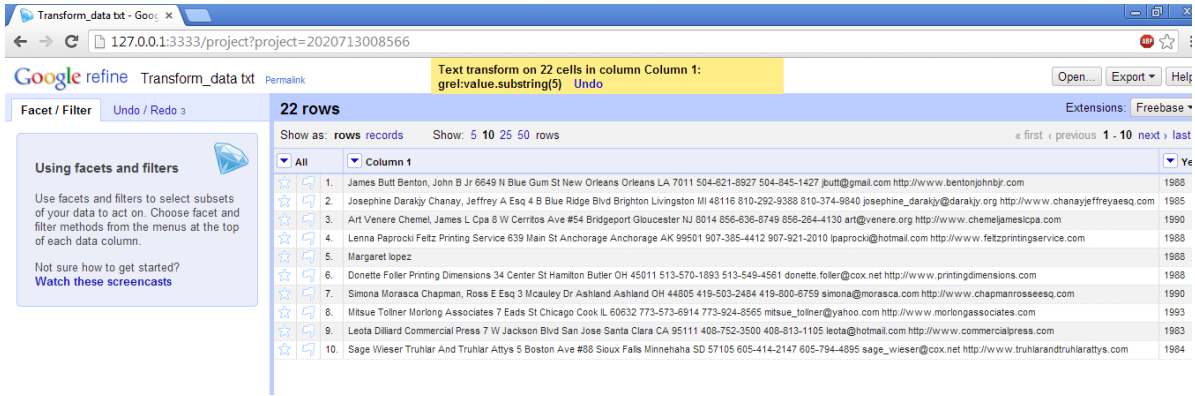 Transform_data txt - Goog ×
127.0.0.1:3333/project?project=2020713008566
ABP
Google refine Transform_data txt Permalink
Text transform on 22 cells in column Column 1:
grel:value.substring(5) Undo
Open... Export Help
Facet / Filter Undo / Redo 3
22 rows
Extensions: Freebase
Show as: rows records Show: 5 10 25 50 rows
« first ‹ previous 1 - 10 next › last
Using facets and filters
Use facets and filters to select subsets
of your data to act on. Choose facet and
filter methods from the menus at the top
of each data column.
Not sure how to get started?
Watch these screencasts
All Column 1 Ye
1. James Butt Benton, John B Jr 6649 N Blue Gum St New Orleans Orleans LA 7011 504-621-8927 504-845-1427 jbutt@gmail.com http://www.bentonjohnbjr.com 1988
2. Josephine Darakjy Chanay, Jeffrey A Esq 4 B Blue Ridge Blvd Brighton Livingston MI 48116 810-292-9388 810-374-9840 josephine_darakjy@darakjy.org http://www.chanayjeffreyaesq.com 1985
3. Art Venere Chemel, James L Cpa 8 W Cerritos Ave #54 Bridgeport Gloucester NJ 8014 856-636-8749 856-264-4130 art@venere.org http://www.chemeljameslcpa.com 1990
4. Lenna Paprocki Feltz Printing Service 639 Main St Anchorage Anchorage AK 99501 907-385-4412 907-921-2010 lpaprocki@hotmail.com http://www.feltzprintingservice.com 1988
5. Margaret lopez 1988
6. Donette Foller Printing Dimensions 34 Center St Hamilton Butler OH 45011 513-570-1893 513-549-4561 donette.foller@cox.net http://www.printingdimensions.com 1988
7. Simona Morasca Chapman, Ross E Esq 3 Mcauley Dr Ashland Ashland OH 44805 419-503-2484 419-800-6759 simona@morasca.com http://www.chapmanrosseesq.com 1990
8. Mitsue Tollner Morlong Associates 7 Eads St Chicago Cook IL 60632 773-573-6914 773-924-8565 mitsue_tollner@yahoo.com http://www.morlongassociates.com 1993
9. Leota Dilliard Commercial Press 7 W Jackson Blvd San Jose Santa Clara CA 95111 408-752-3500 408-813-1105 leota@hotmail.com http://www.commercialpress.com 1983
10. Sage Wieser Truhlar And Truhlar Attys 5 Boston Ave #88 Sioux Falls Minnehaha SD 57105 605-414-2147 605-794-4895 sage_wieser@cox.net http://www.truhlarandtruhlarattys.com 1984